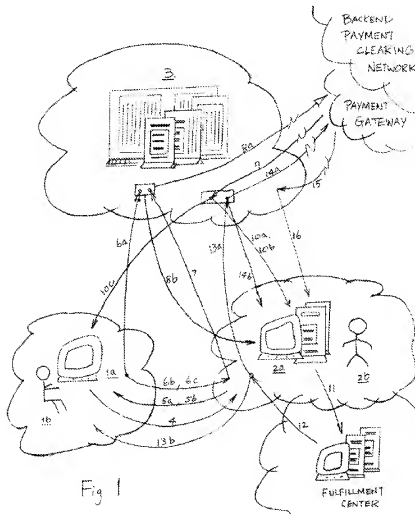 BACKEND
PAYMENT
CLEARING
NETWORK
PAYMENT
GATEWAY
3
8a
7
14a
15
6a
13a
10a
10b
16
10c
8b
7
14b
1a
6b, 6c
5a, 5b
4
13b
1b
2a
2b
11
12
Fig 1
FULFILLMENT
CENTER